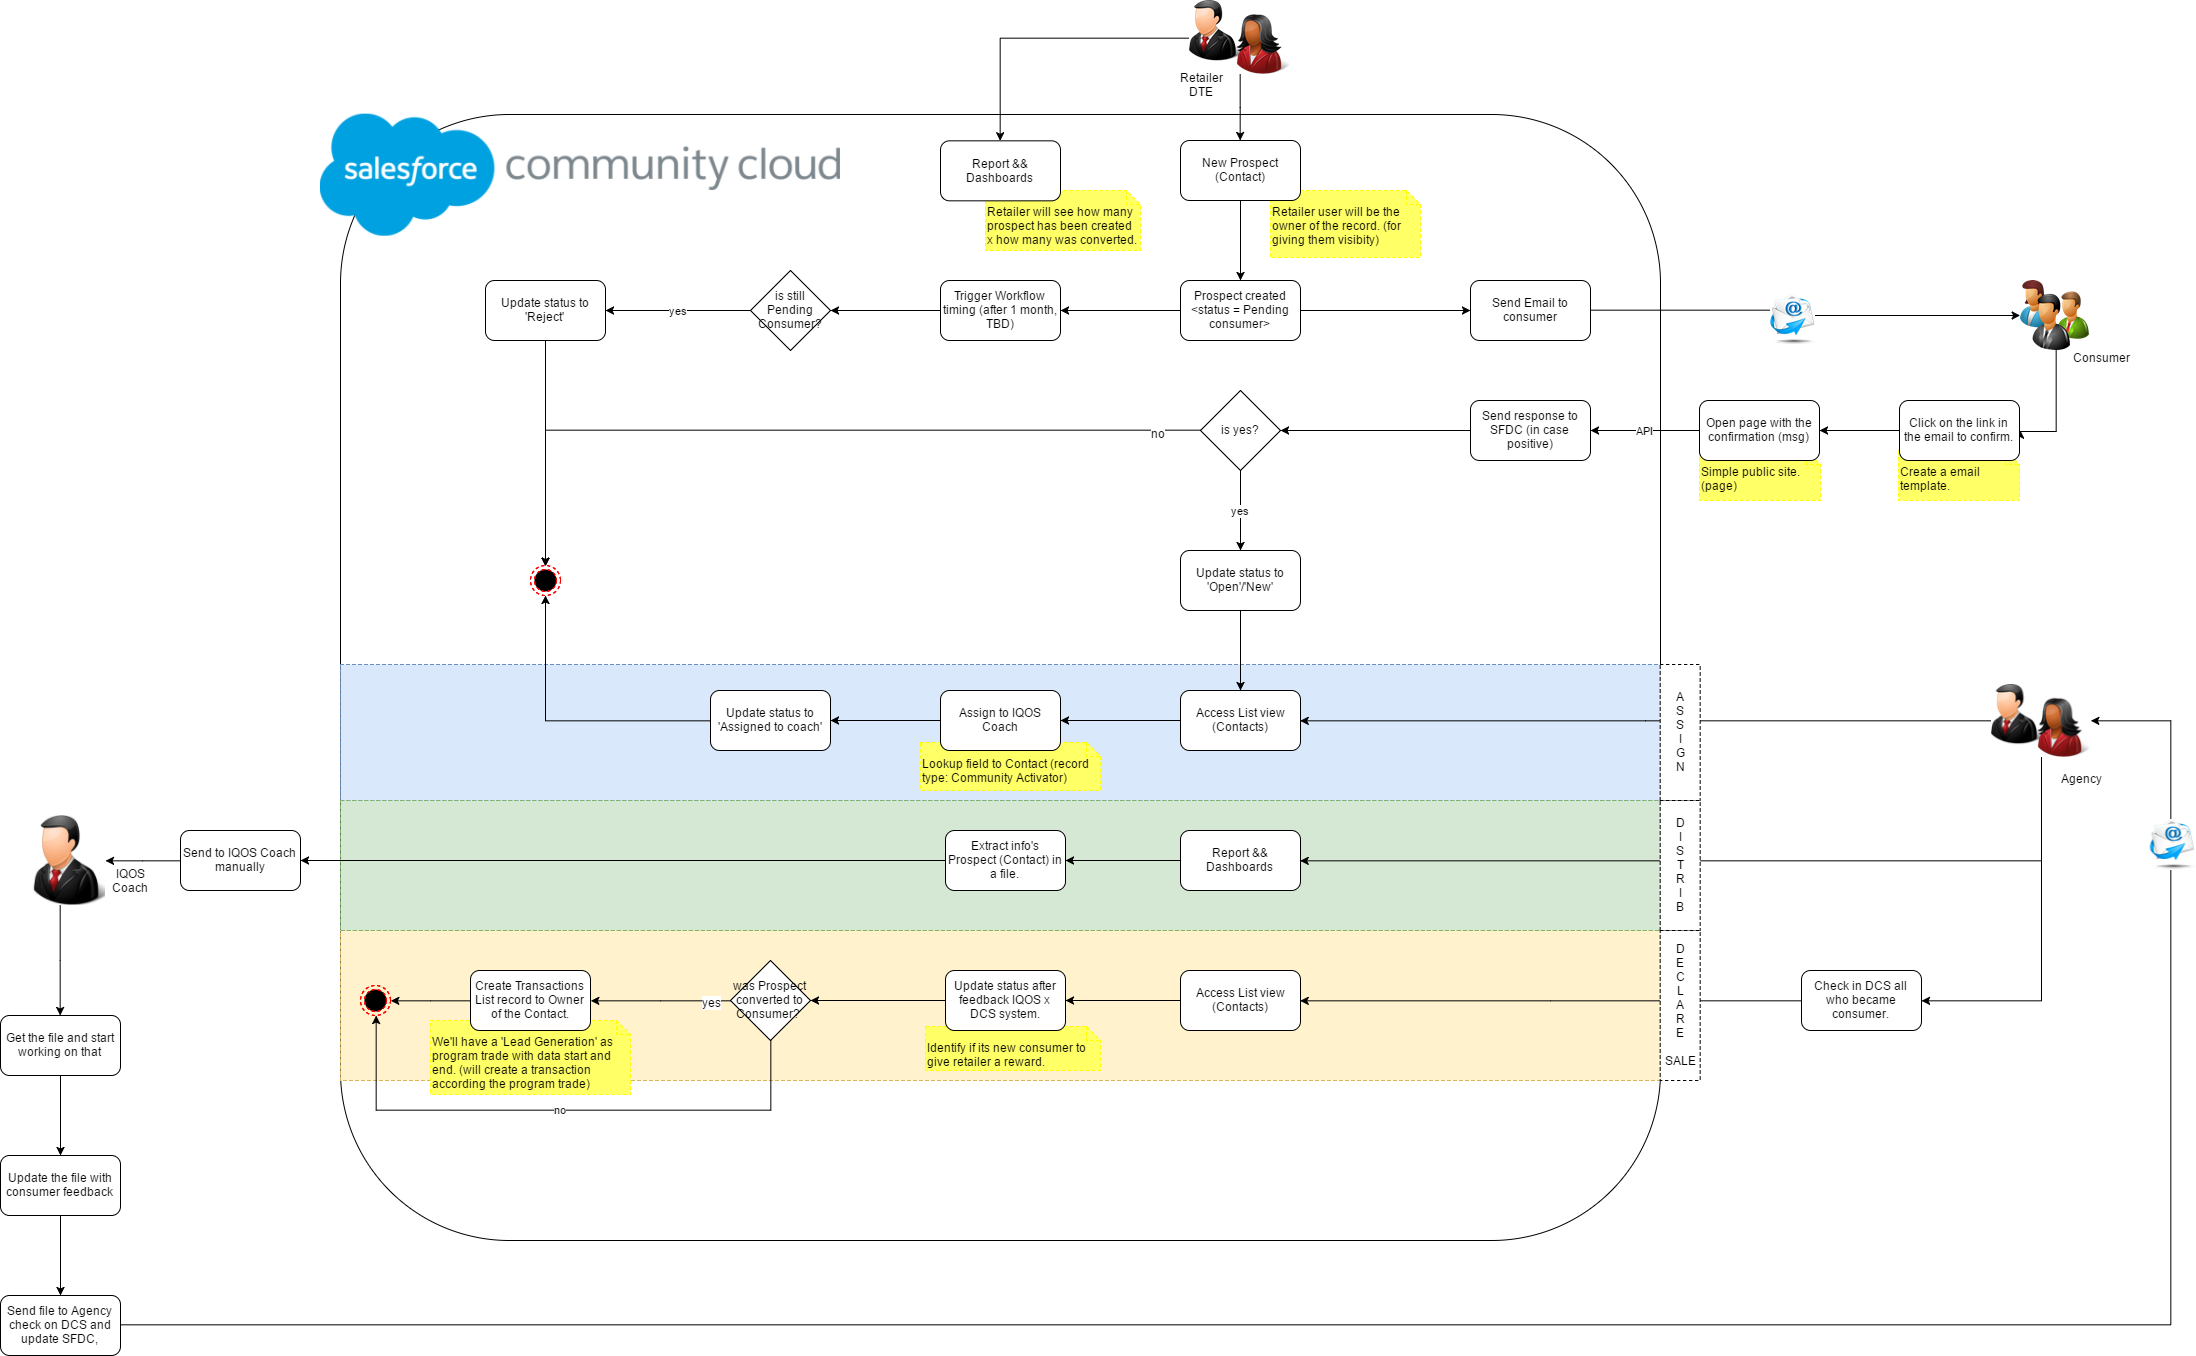 Retailer
DTE
salesforce
community cloud
Report &&
Dashboards
New Prospect
(Contact)
Retailer will see how many
prospect has been created
x how many was converted.
Retailer user will be the
owner of the record. (for
giving them visibity)
Update status to
'Reject'
yes
is still
Pending
Consumer?
Trigger Workflow
timing (after 1 month,
TBD)
Prospect created
<status = Pending
consumer>
Send Email to
consumer
Consumer
no
is yes?
Send response to
SFDC (in case
positive)
API
Open page with the
confirmation (msg)
Click on the link in
the email to confirm.
Simple public site.
(page)
Create a email
template.
yes
Update status to
'Open'/'New'
Update status to
'Assigned to coach'
Assign to IQOS
Coach
Access List view
(Contacts)
Lookup field to Contact (record
type: Community Activator)
A
S
S
I
G
N
Agency
IQOS
Coach
Send to IQOS Coach
manually
Extract info's
Prospect (Contact) in
a file.
Report &&
Dashboards
D
I
S
T
R
I
B
Create Transactions
List record to Owner
of the Contact.
yes
was Prospect
converted to
Consumer?
Update status after
feedback IQOS x
DCS system.
Access List view
(Contacts)
D
E
C
L
A
R
E
SALE
Check in DCS all
who became
consumer.
We'll have a 'Lead Generation' as
program trade with data start and
end. (will create a transaction
according the program trade)
Identify if its new consumer to
give retailer a reward.
no
Get the file and start
working on that
Update the file with
consumer feedback
Send file to Agency
check on DCS and
update SFDC,